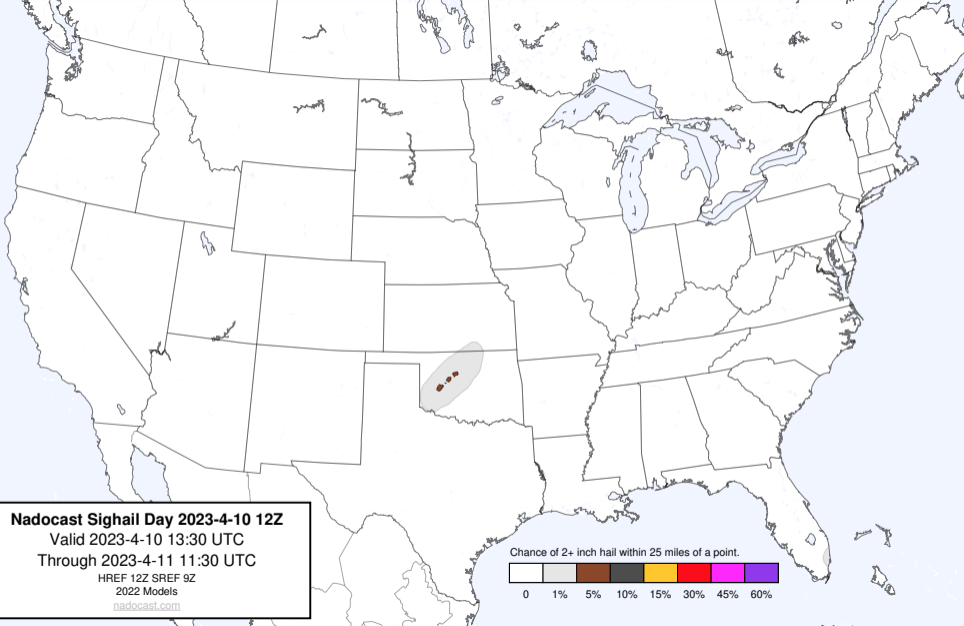 Nadocast Sighail Day 2023-4-10 12Z
Valid 2023-4-10 13:30 UTC
Through 2023-4-11 11:30 UTC
HREF 12Z SREF 9Z
2022 Models
nadocast.com
Chance of 2+ inch hail within 25 miles of a point.
0 1% 5% 10% 15% 30% 45% 60%